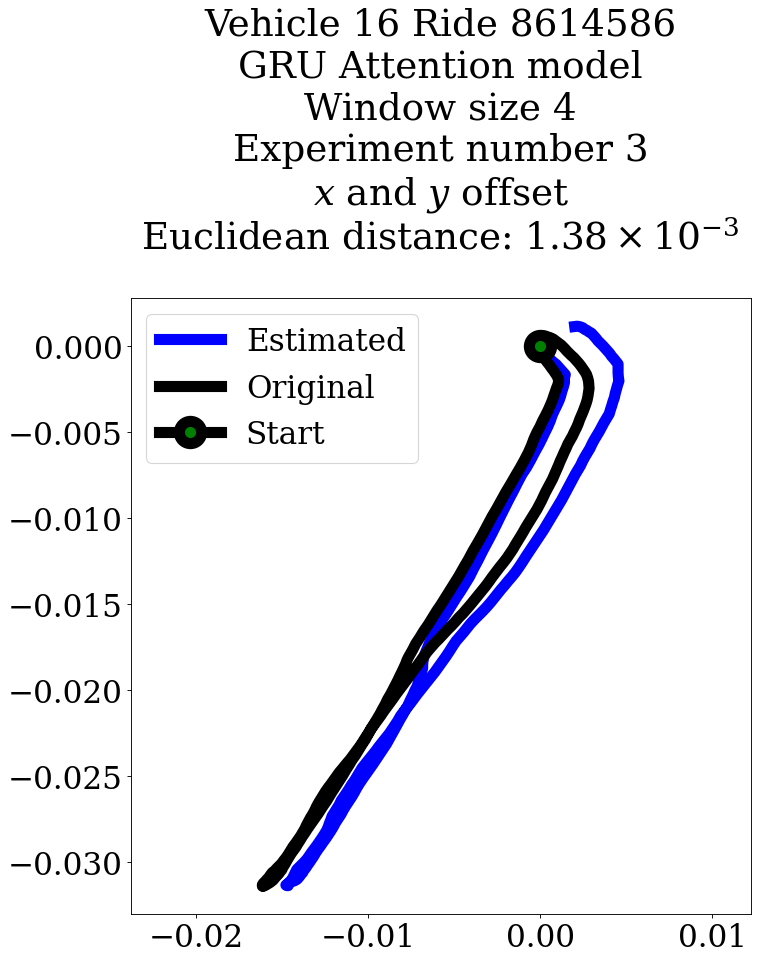 Vehicle 16 Ride 8614586
GRU Attention model
Window size 4
Experiment number 3
x and y offset
Euclidean distance: 1.38 × 10⁻³
Estimated
Original
Start
0.000
−0.005
−0.010
−0.015
−0.020
−0.025
−0.030
−0.02
−0.01
0.00
0.01